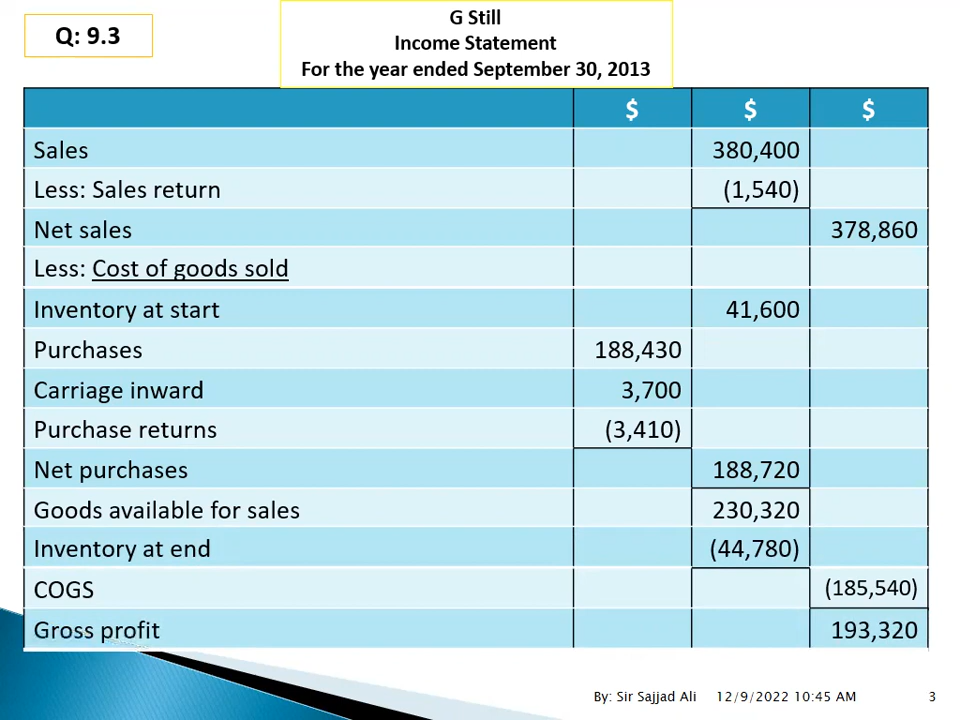 Q: 9.3
G Still
Income Statement
For the year ended September 30, 2013
$ $ $
Sales 380,400
Less: Sales return (1,540)
Net sales 378,860
Less: Cost of goods sold
Inventory at start 41,600
Purchases 188,430
Carriage inward 3,700
Purchase returns (3,410)
Net purchases 188,720
Goods available for sales 230,320
Inventory at end (44,780)
COGS (185,540)
Gross profit 193,320
By: Sir Sajjad Ali 12/9/2022 10:45 AM 3